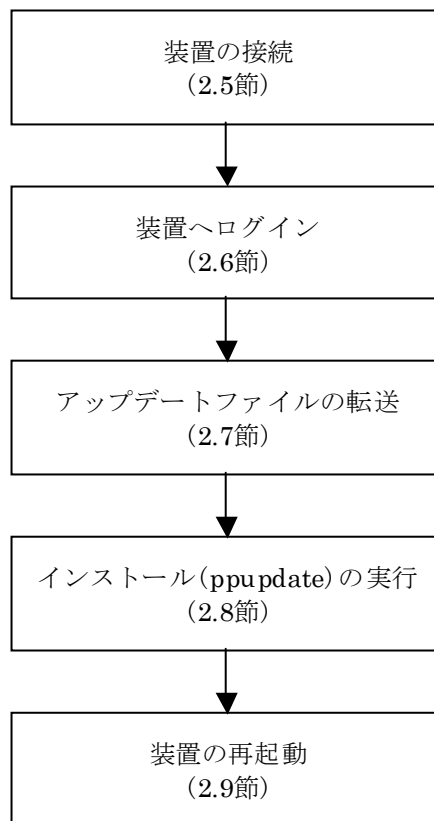 装置の接続
(2.5節)
装置へログイン
(2.6節)
アップデートファイルの転送
(2.7節)
インストール(ppupdate)の実行
(2.8節)
装置の再起動
(2.9節)